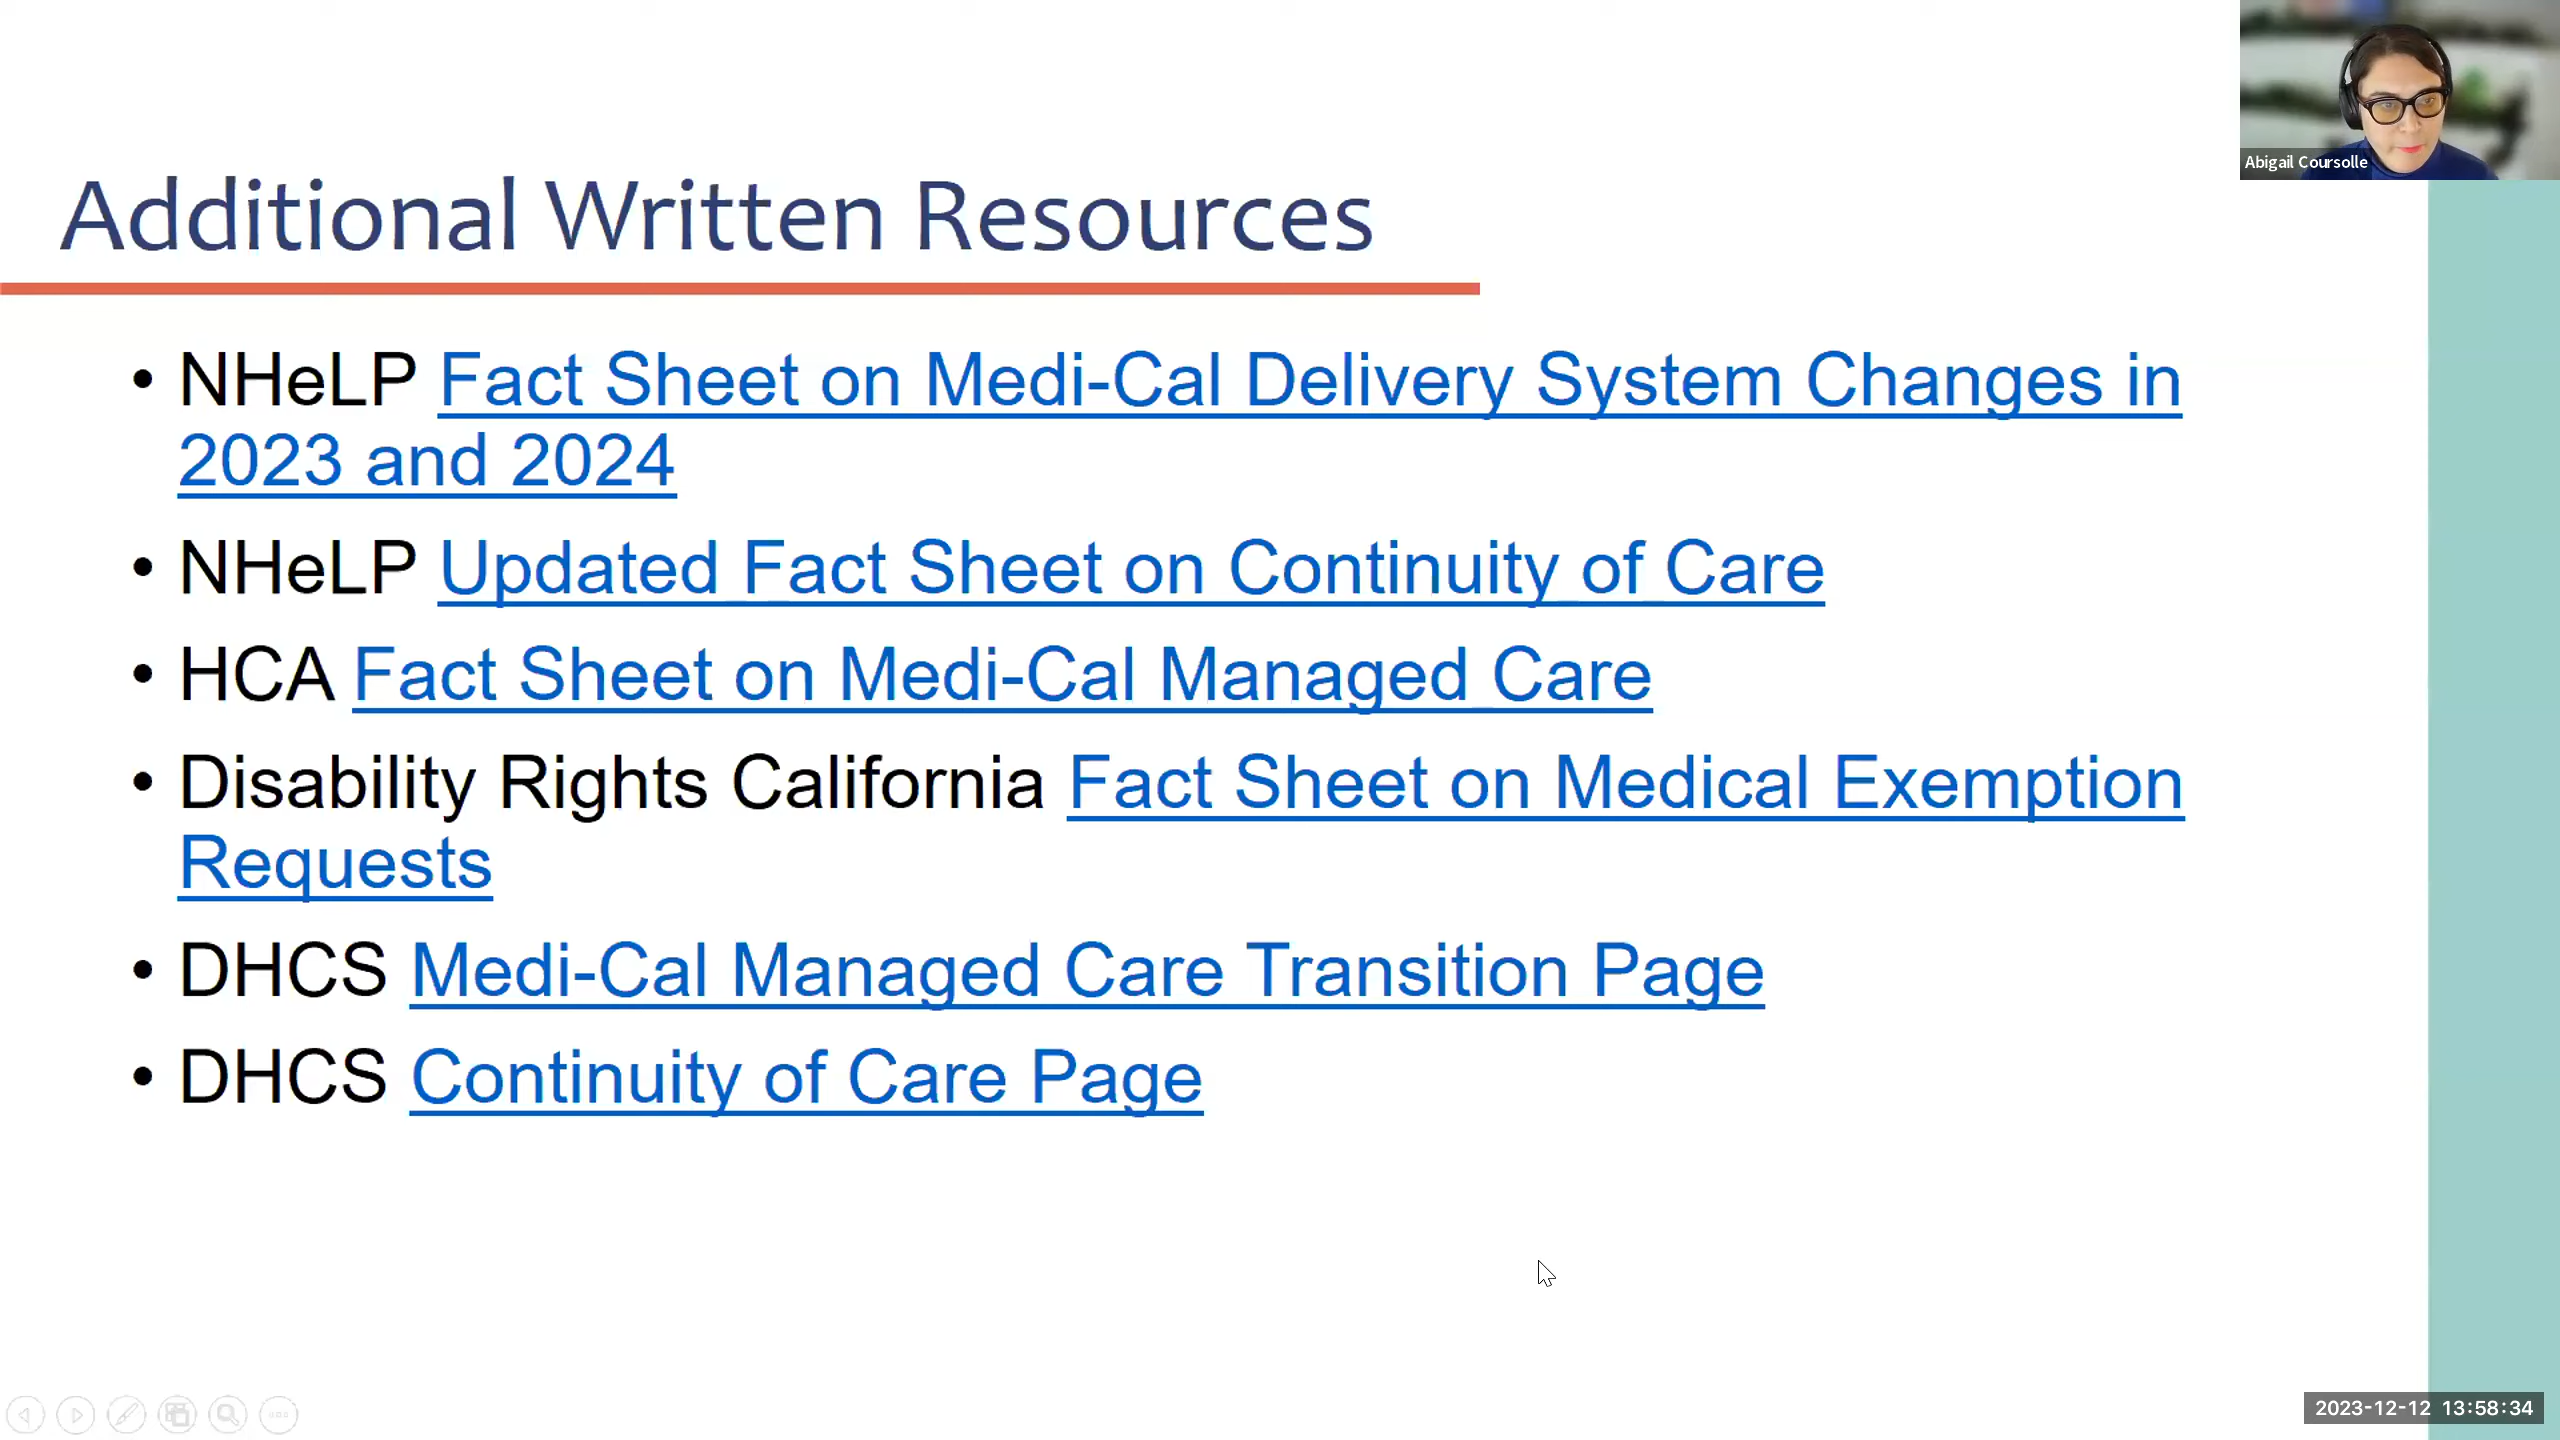 Abigail Coursolle
Additional Written Resources
• NHeLP Fact Sheet on Medi-Cal Delivery System Changes in
2023 and 2024
• NHeLP Updated Fact Sheet on Continuity of Care
• HCA Fact Sheet on Medi-Cal Managed Care
• Disability Rights California Fact Sheet on Medical Exemption
Requests
• DHCS Medi-Cal Managed Care Transition Page
• DHCS Continuity of Care Page
2023-12-12 13:58:34